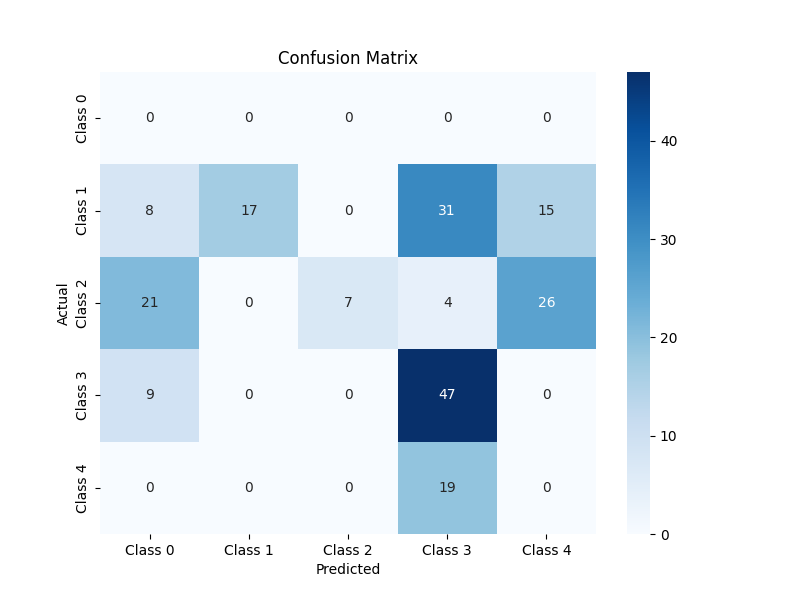 Confusion Matrix
Class 0
0 0 0 0 0
Class 1
8 17 0 31 15
Class 2
21 0 7 4 26
Class 3
9 0 0 47 0
Class 4
0 0 0 19 0
Actual
Class 0 Class 1 Class 2 Class 3 Class 4
Predicted
40
30
20
10
0